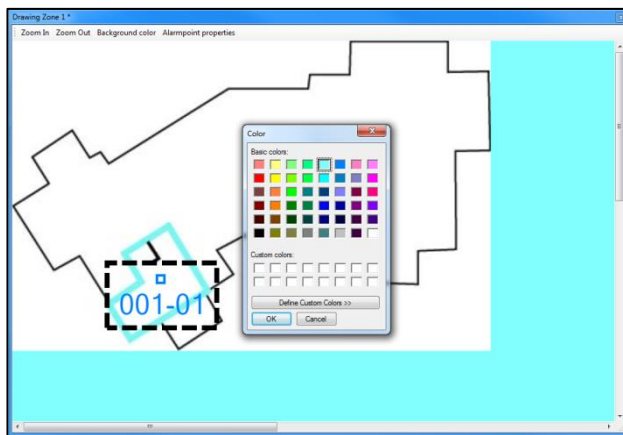 Drawing Zone 1 *
Zoom In Zoom Out Background color Alarmpoint properties
Color
Basic colors:
Custom colors:
Define Custom Colors >>
OK Cancel
001-01